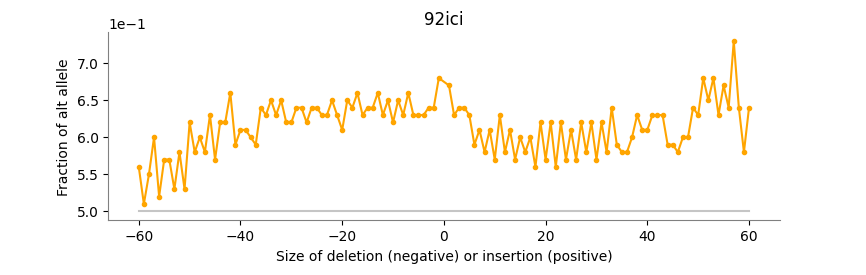 92ici
1e−1
Fraction of alt allele
7.0
6.5
6.0
5.5
5.0
−60 −40 −20 0 20 40 60
Size of deletion (negative) or insertion (positive)